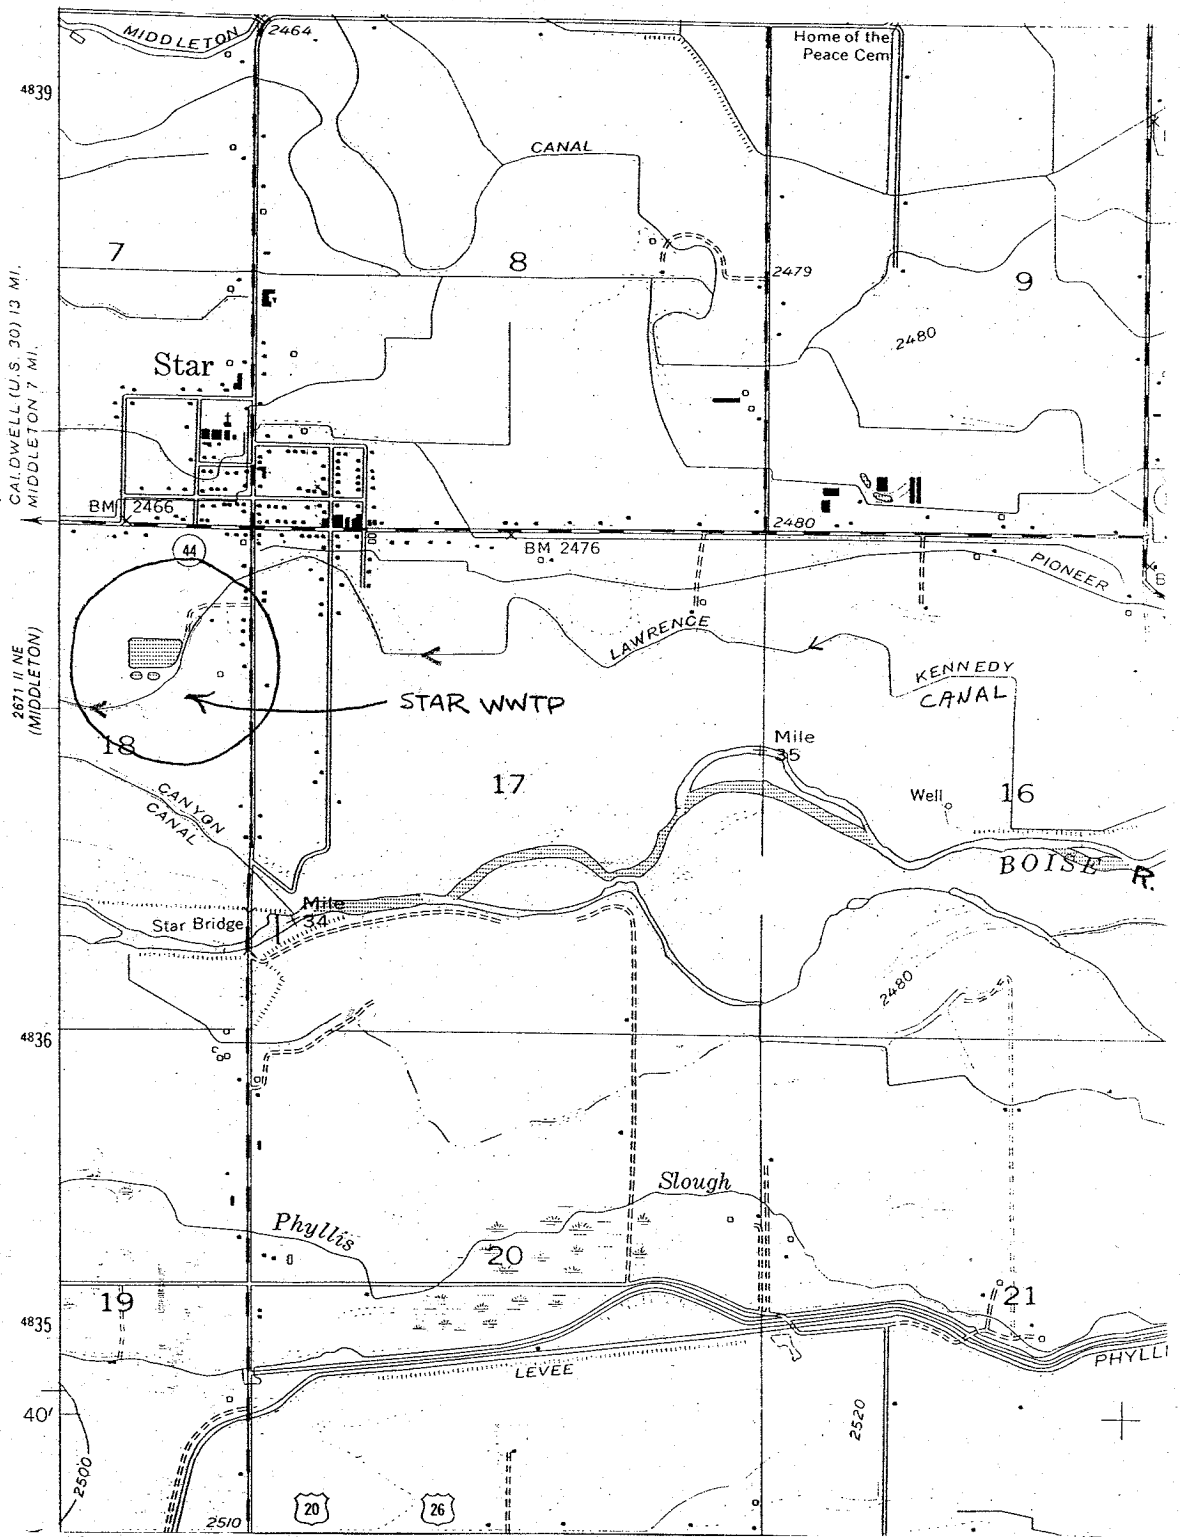 MIDDLETON
2464
Home of the
Peace Cem
4839
CANAL
7
8
2479
9
2480
CALDWELL (U.S. 30) 13 MI.
MIDDLETON 7 MI.
Star
BM 2466
2480
44
BM 2476
PIONEER
B
LAWRENCE
KENNEDY
CANAL
2671 II NE
(MIDDLETON)
STAR WWTP
18
Mile
35
17
Well
16
CANYON
CANAL
BOISE R.
Mile
34
Star Bridge
2480
4836
Slough
Phyllis
20
19
21
4835
LEVEE
PHYLLI
40'
2500
2520
2510
20
26